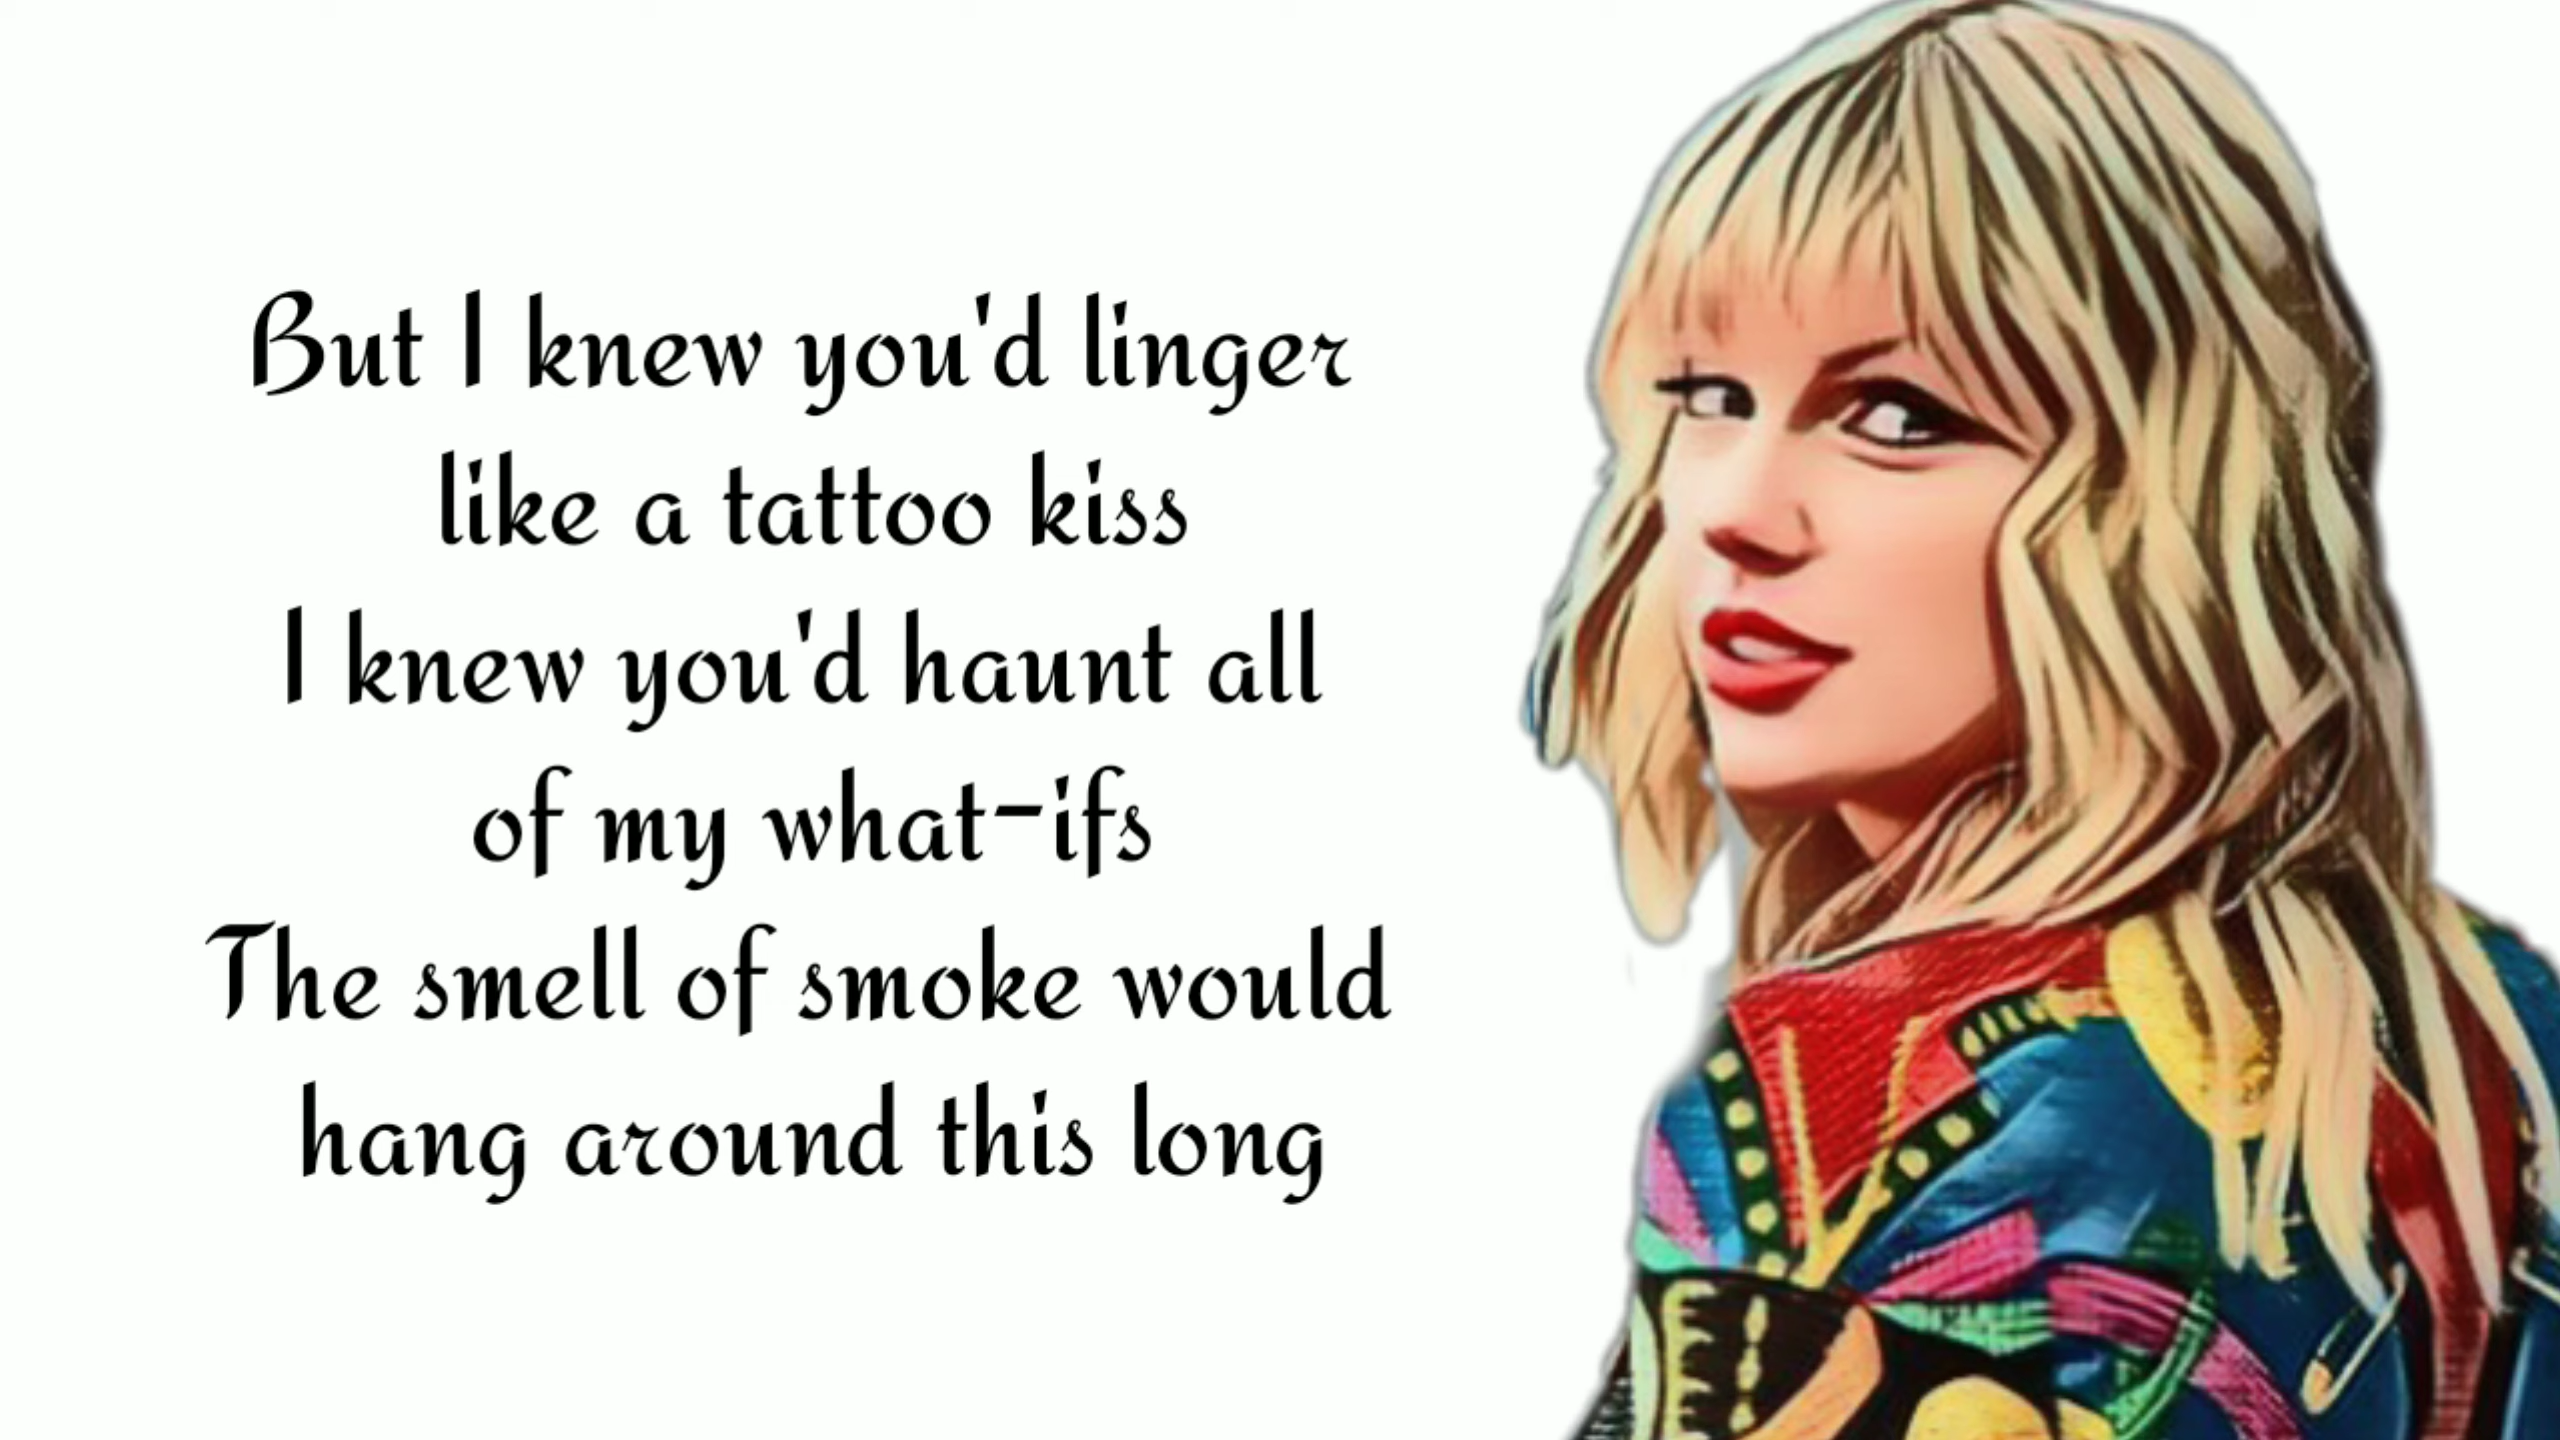 But I knew you'd linger
like a tattoo kiss
I knew you'd haunt all
of my what-ifs
The smell of smoke would
hang around this long